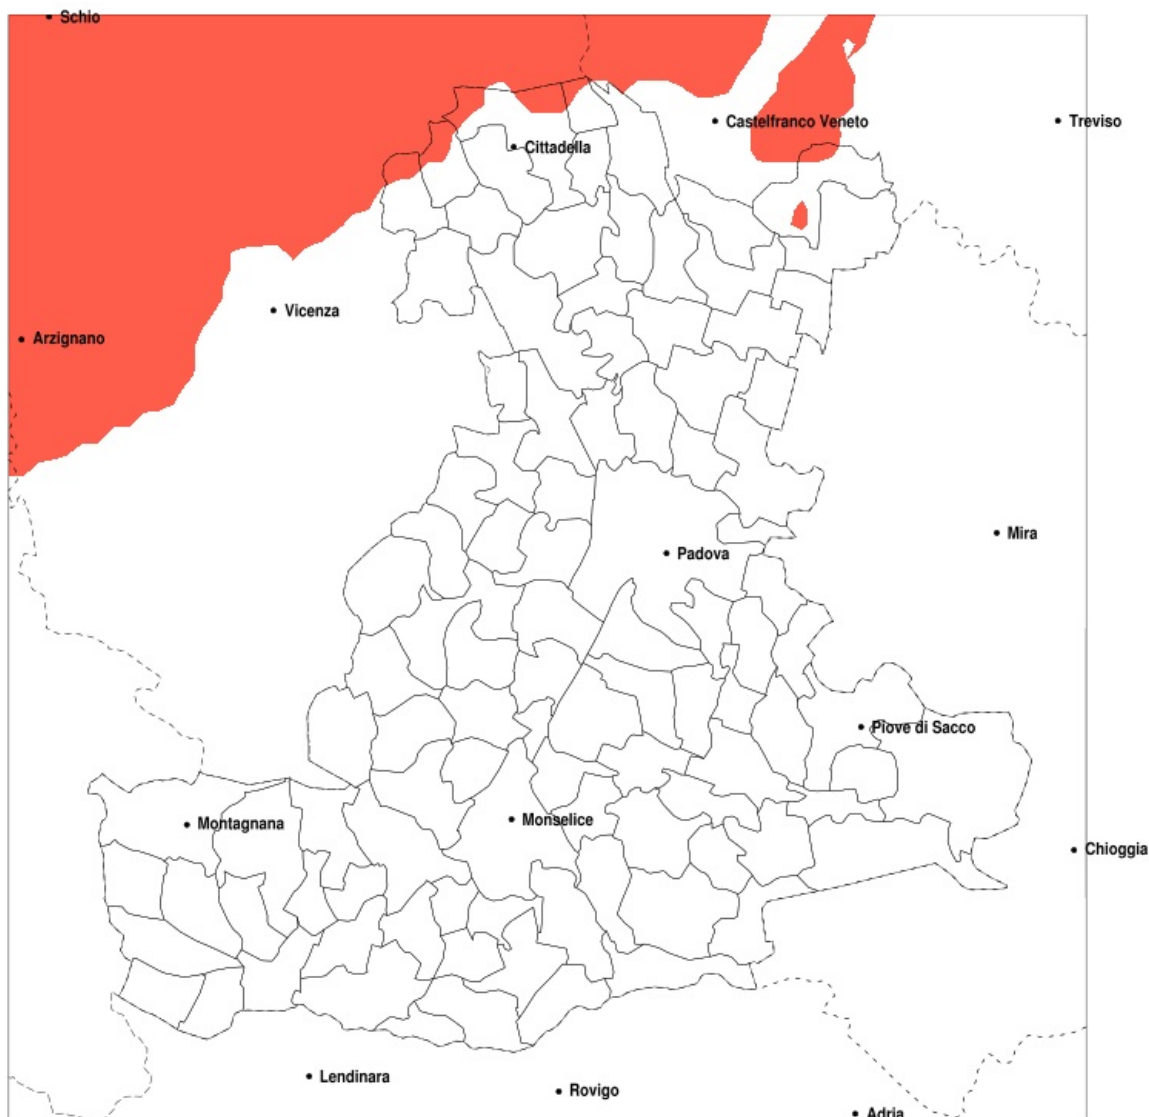 Schio
Castelfranco Veneto
Treviso
Cittadella
Vicenza
Arzignano
Mira
Padova
Piove di Sacco
Monselice
Montagnana
Chioggia
Lendinara
Rovigo
Adria